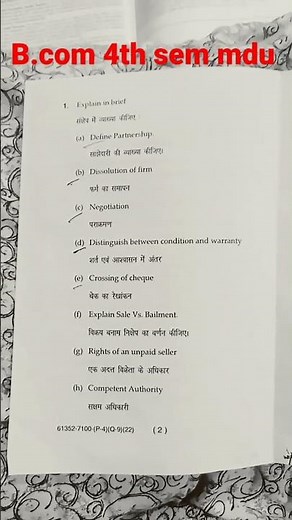 B.com 4th sem mdu
1. Explain in brief
संक्षेप में व्याख्या कीजिए
(a) Define Partnership.
साझेदारी की व्याख्या कीजिए।
(b) Dissolution of firm
फर्म का समापन
(c) Negotiation
पराक्रमण
(d) Distinguish between condition and warranty
शर्त एवं आश्वासन में अंतर
(e) Crossing of cheque
चेक का रेखांकन
(f) Explain Sale Vs. Bailment.
विक्रय बनाम निक्षेप का वर्णन कीजिए।
(g) Rights of an unpaid seller
एक अदत्त विक्रेता के अधिकार
(h) Competent Authority
सक्षम अधिकारी
61352-7100-(P-4)(Q-9)(22) (2)